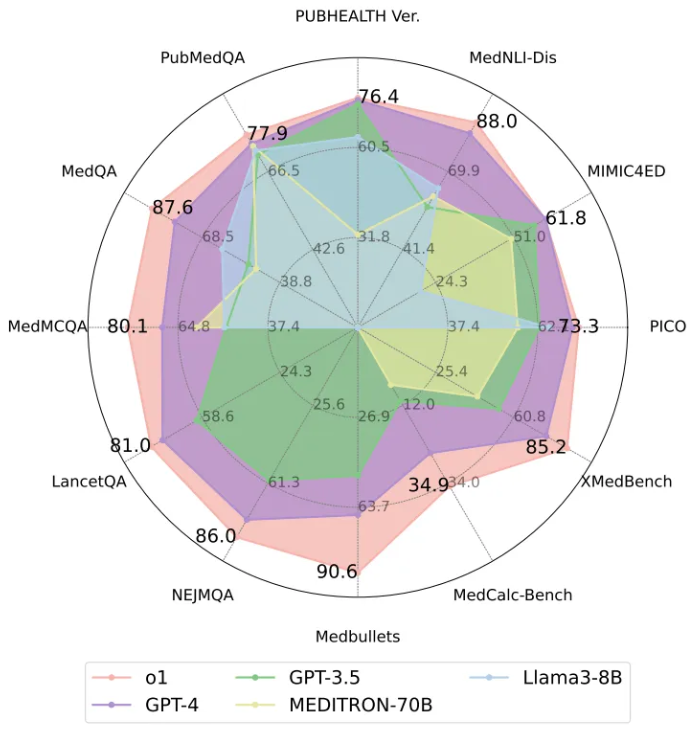 PUBHEALTH Ver.
PubMedQA
MedNLI-Dis
76.4
77.9
88.0
60.5
66.5
69.9
MedQA
MIMIC4ED
87.6
61.8
68.5
31.8
51.0
42.6
41.4
38.8
24.3
MedMCQA
80.1
64.8
37.4
37.4
73.3
PICO
24.3
25.4
25.6
26.9
12.0
58.6
60.8
81.0
85.2
LancetQA
61.3
34.9
34.0
XMedBench
63.7
86.0
90.6
NEJMQA
MedCalc-Bench
Medbullets
o1
GPT-3.5
Llama3-8B
GPT-4
MEDITRON-70B